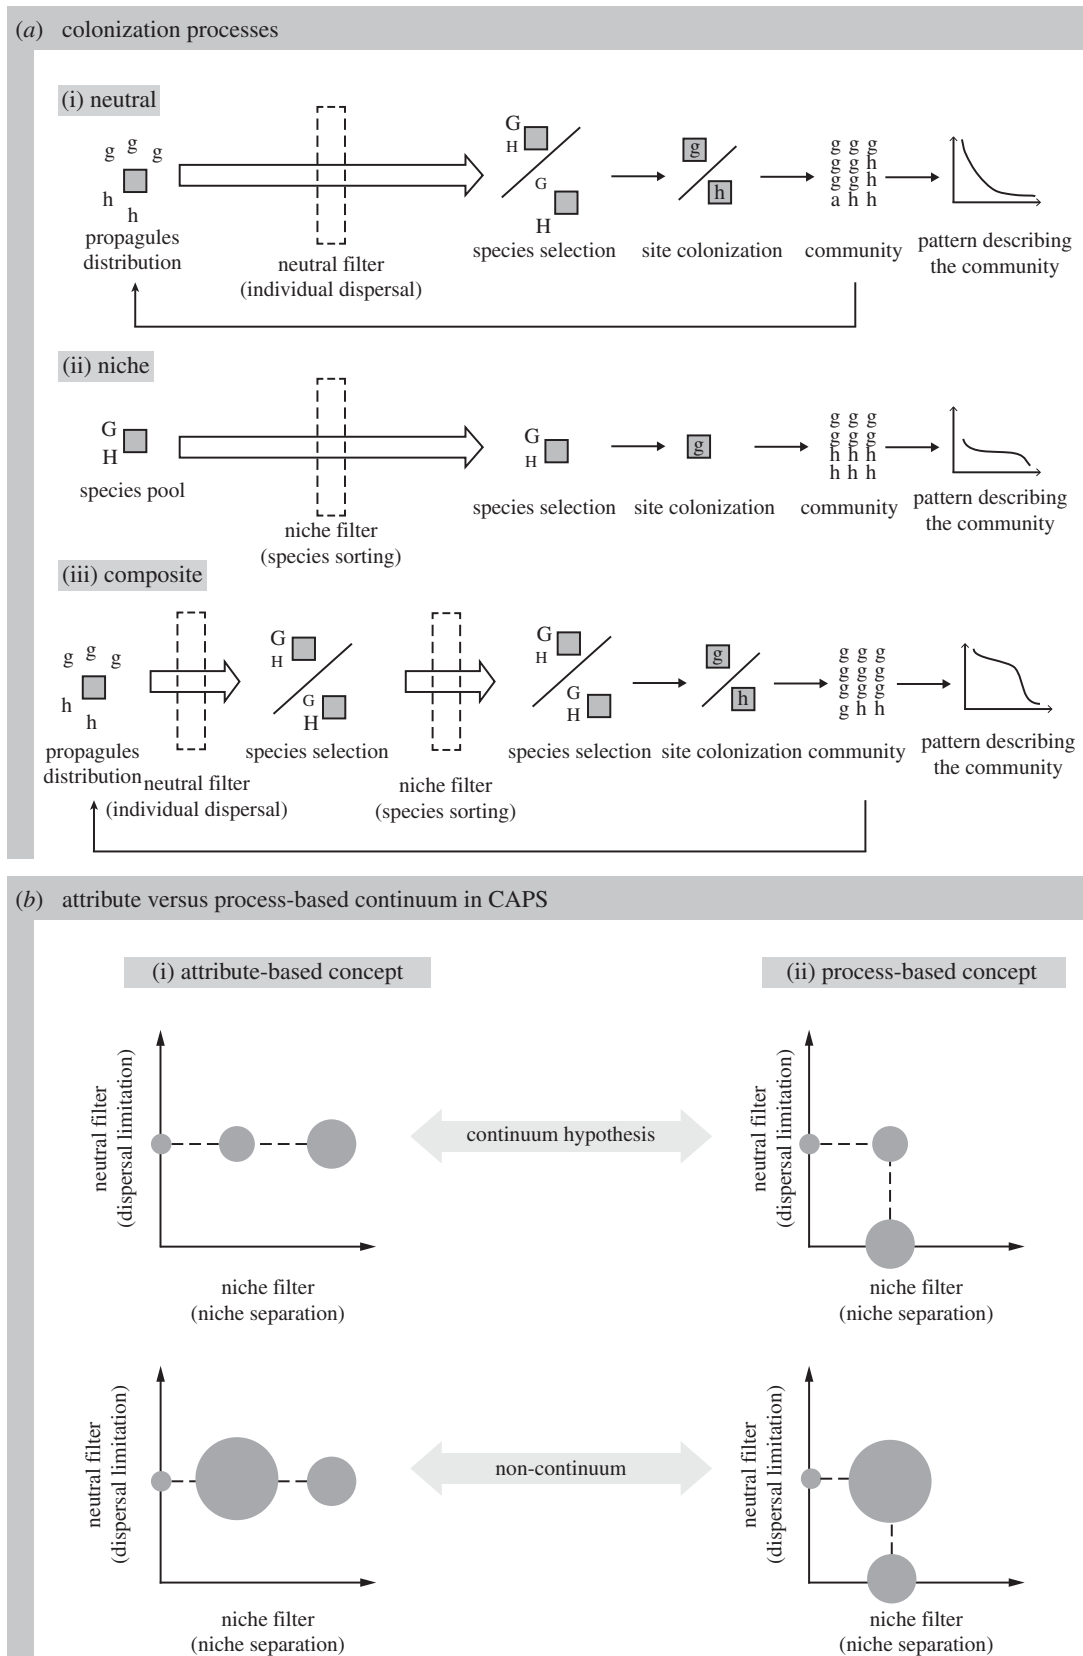 (a) colonization processes
(i) neutral
g g g
h h
propagules
distribution
neutral filter
(individual dispersal)
G
H
G
H
species selection
g
h
site colonization
g g g
g g h
g g h
a h h
community
pattern describing
the community
(ii) niche
G
H
species pool
niche filter
(species sorting)
G
H
species selection
g
site colonization
g g g
g g g
h h h
h h h
community
pattern describing
the community
(iii) composite
g g g
h h
propagules
distribution
neutral filter
(individual dispersal)
G
H
G
H
species selection
niche filter
(species sorting)
G
H
G
H
species selection
g
h
site colonization
g g g
g g g
g g g
g h h
community
pattern describing
the community
(b) attribute versus process-based continuum in CAPS
(i) attribute-based concept
(ii) process-based concept
neutral filter
(dispersal limitation)
niche filter
(niche separation)
continuum hypothesis
neutral filter
(dispersal limitation)
niche filter
(niche separation)
neutral filter
(dispersal limitation)
niche filter
(niche separation)
non-continuum
neutral filter
(dispersal limitation)
niche filter
(niche separation)